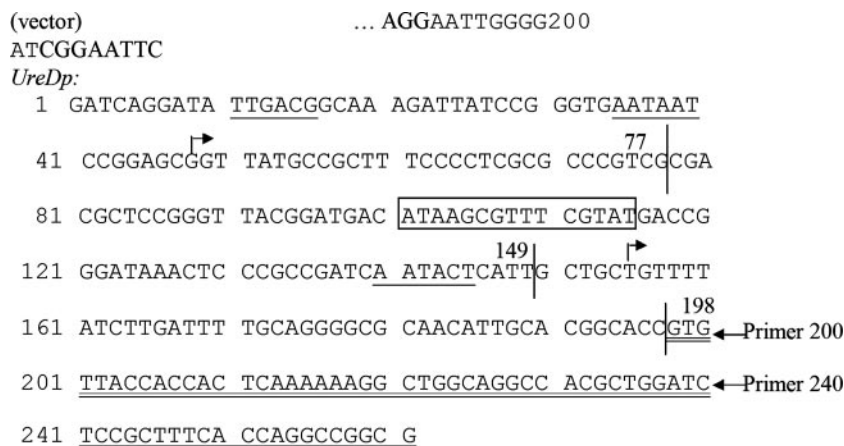 (vector) ... AGGAATTGGGG200
ATCGGAATTC
UreDp:
1 GATCAGGATA TTGACGGCAA AGATTATCCG GGTGAATAAT
77
41 CCGGAGCGGT TATGCCGCTT TCCCCTCGCG CCCGTCGCGA
81 CGCTCCGGGT TACGGATGAC ATAAGCGTTT CGTATGACCG
149
121 GGATAAACTC CCGCCGATCA AATACTCATTG CTGCTGTTTT
198
161 ATCTTGATTT TGCAGGGGCG CAACATTGCA CGGCACCGTG Primer 200
201 TTACCACCAC TCAAAAAAGG CTGGCAGGCC ACGCTGGATC Primer 240
241 TCCGCTTTCA CCAGGCCGGC G